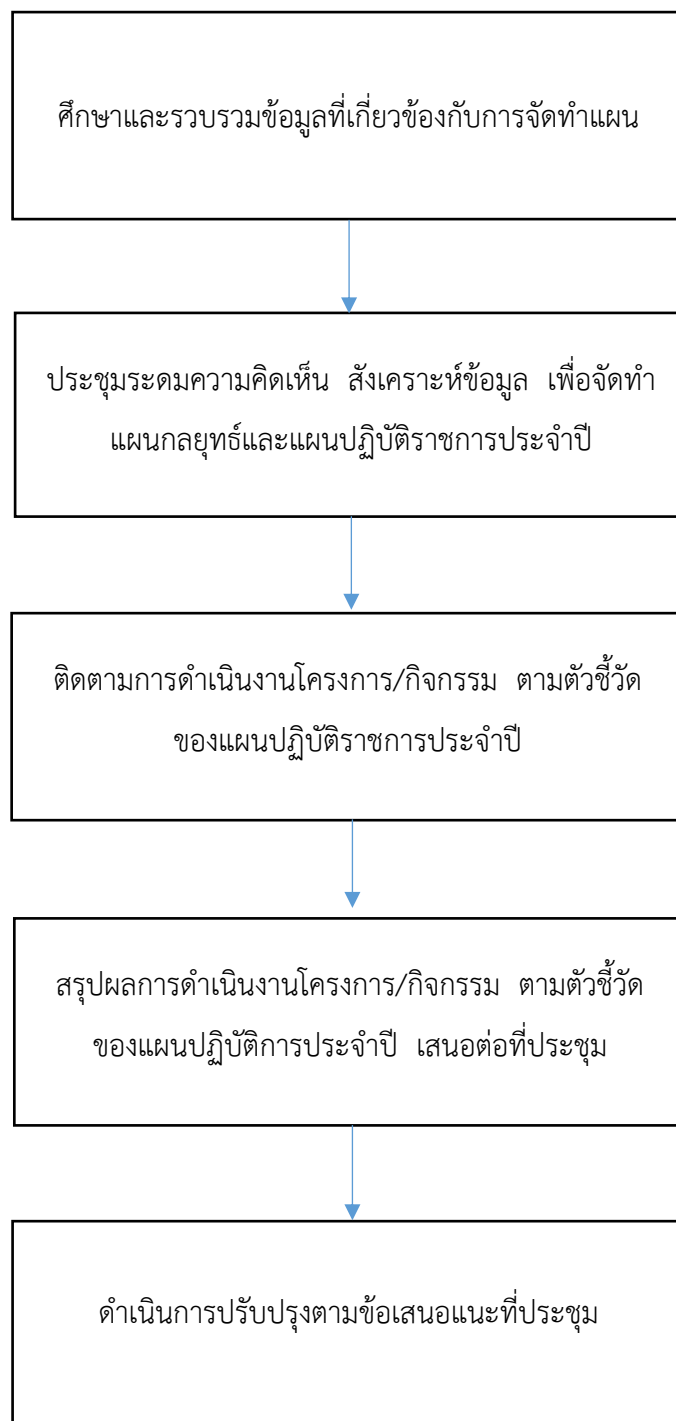 ศึกษาและรวบรวมข้อมูลที่เกี่ยวข้องกับการจัดทำแผน
ประชุมระดมความคิดเห็น สังเคราะห์ข้อมูล เพื่อจัดทำ
แผนกลยุทธ์และแผนปฏิบัติราชการประจำปี
ติดตามการดำเนินงานโครงการ/กิจกรรม ตามตัวชี้วัด
ของแผนปฏิบัติราชการประจำปี
สรุปผลการดำเนินงานโครงการ/กิจกรรม ตามตัวชี้วัด
ของแผนปฏิบัติการประจำปี เสนอต่อที่ประชุม
ดำเนินการปรับปรุงตามข้อเสนอแนะที่ประชุม